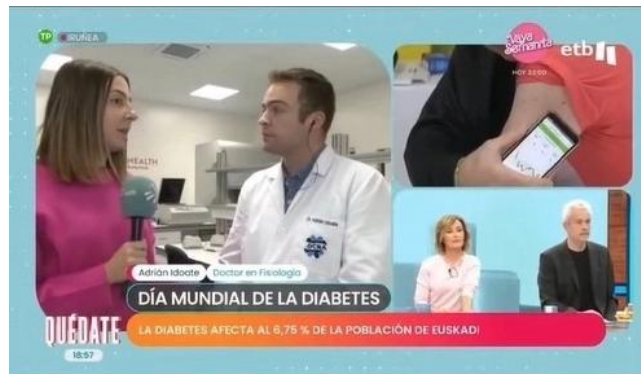 TP
IRUÑEA
Vaya
Semanita
HOY 22:00
etb
HEALTH
Adrián Idoate
Doctor en Fisiología
DÍA MUNDIAL DE LA DIABETES
QUÉDATE
LA DIABETES AFECTA AL 6,75 % DE LA POBLACIÓN DE EUSKADI
18:57